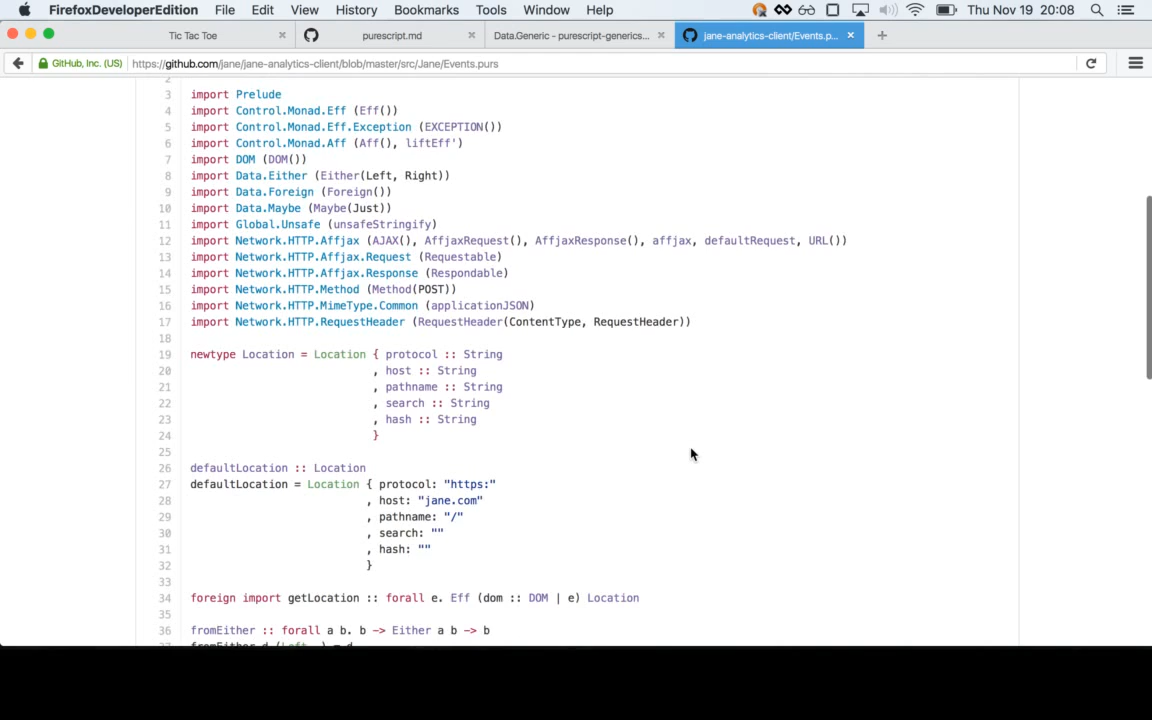 FirefoxDeveloperEdition File Edit View History Bookmarks Tools Window Help Thu Nov 19 20:08
Tic Tac Toe purescript.md Data.Generic - purescript-generics... jane-analytics-client/Events.p...
GitHub, Inc. (US) https://github.com/jane/jane-analytics-client/blob/master/src/Jane/Events.purs
2
3 import Prelude
4 import Control.Monad.Eff (Eff())
5 import Control.Monad.Eff.Exception (EXCEPTION())
6 import Control.Monad.Aff (Aff(), liftEff')
7 import DOM (DOM())
8 import Data.Either (Either(Left, Right))
9 import Data.Foreign (Foreign())
10 import Data.Maybe (Maybe(Just))
11 import Global.Unsafe (unsafeStringify)
12 import Network.HTTP.Affjax (AJAX(), AffjaxRequest(), AffjaxResponse(), affjax, defaultRequest, URL())
13 import Network.HTTP.Affjax.Request (Requestable)
14 import Network.HTTP.Affjax.Response (Respondable)
15 import Network.HTTP.Method (Method(POST))
16 import Network.HTTP.MimeType.Common (applicationJSON)
17 import Network.HTTP.RequestHeader (RequestHeader(ContentType, RequestHeader))
18
19 newtype Location = Location { protocol :: String
20 , host :: String
21 , pathname :: String
22 , search :: String
23 , hash :: String
24 }
25
26 defaultLocation :: Location
27 defaultLocation = Location { protocol: "https:"
28 , host: "jane.com"
29 , pathname: "/"
30 , search: ""
31 , hash: ""
32 }
33
34 foreign import getLocation :: forall e. Eff (dom :: DOM | e) Location
35
36 fromEither :: forall a b. b -> Either a b -> b
37 fromEither d (Left _) = d